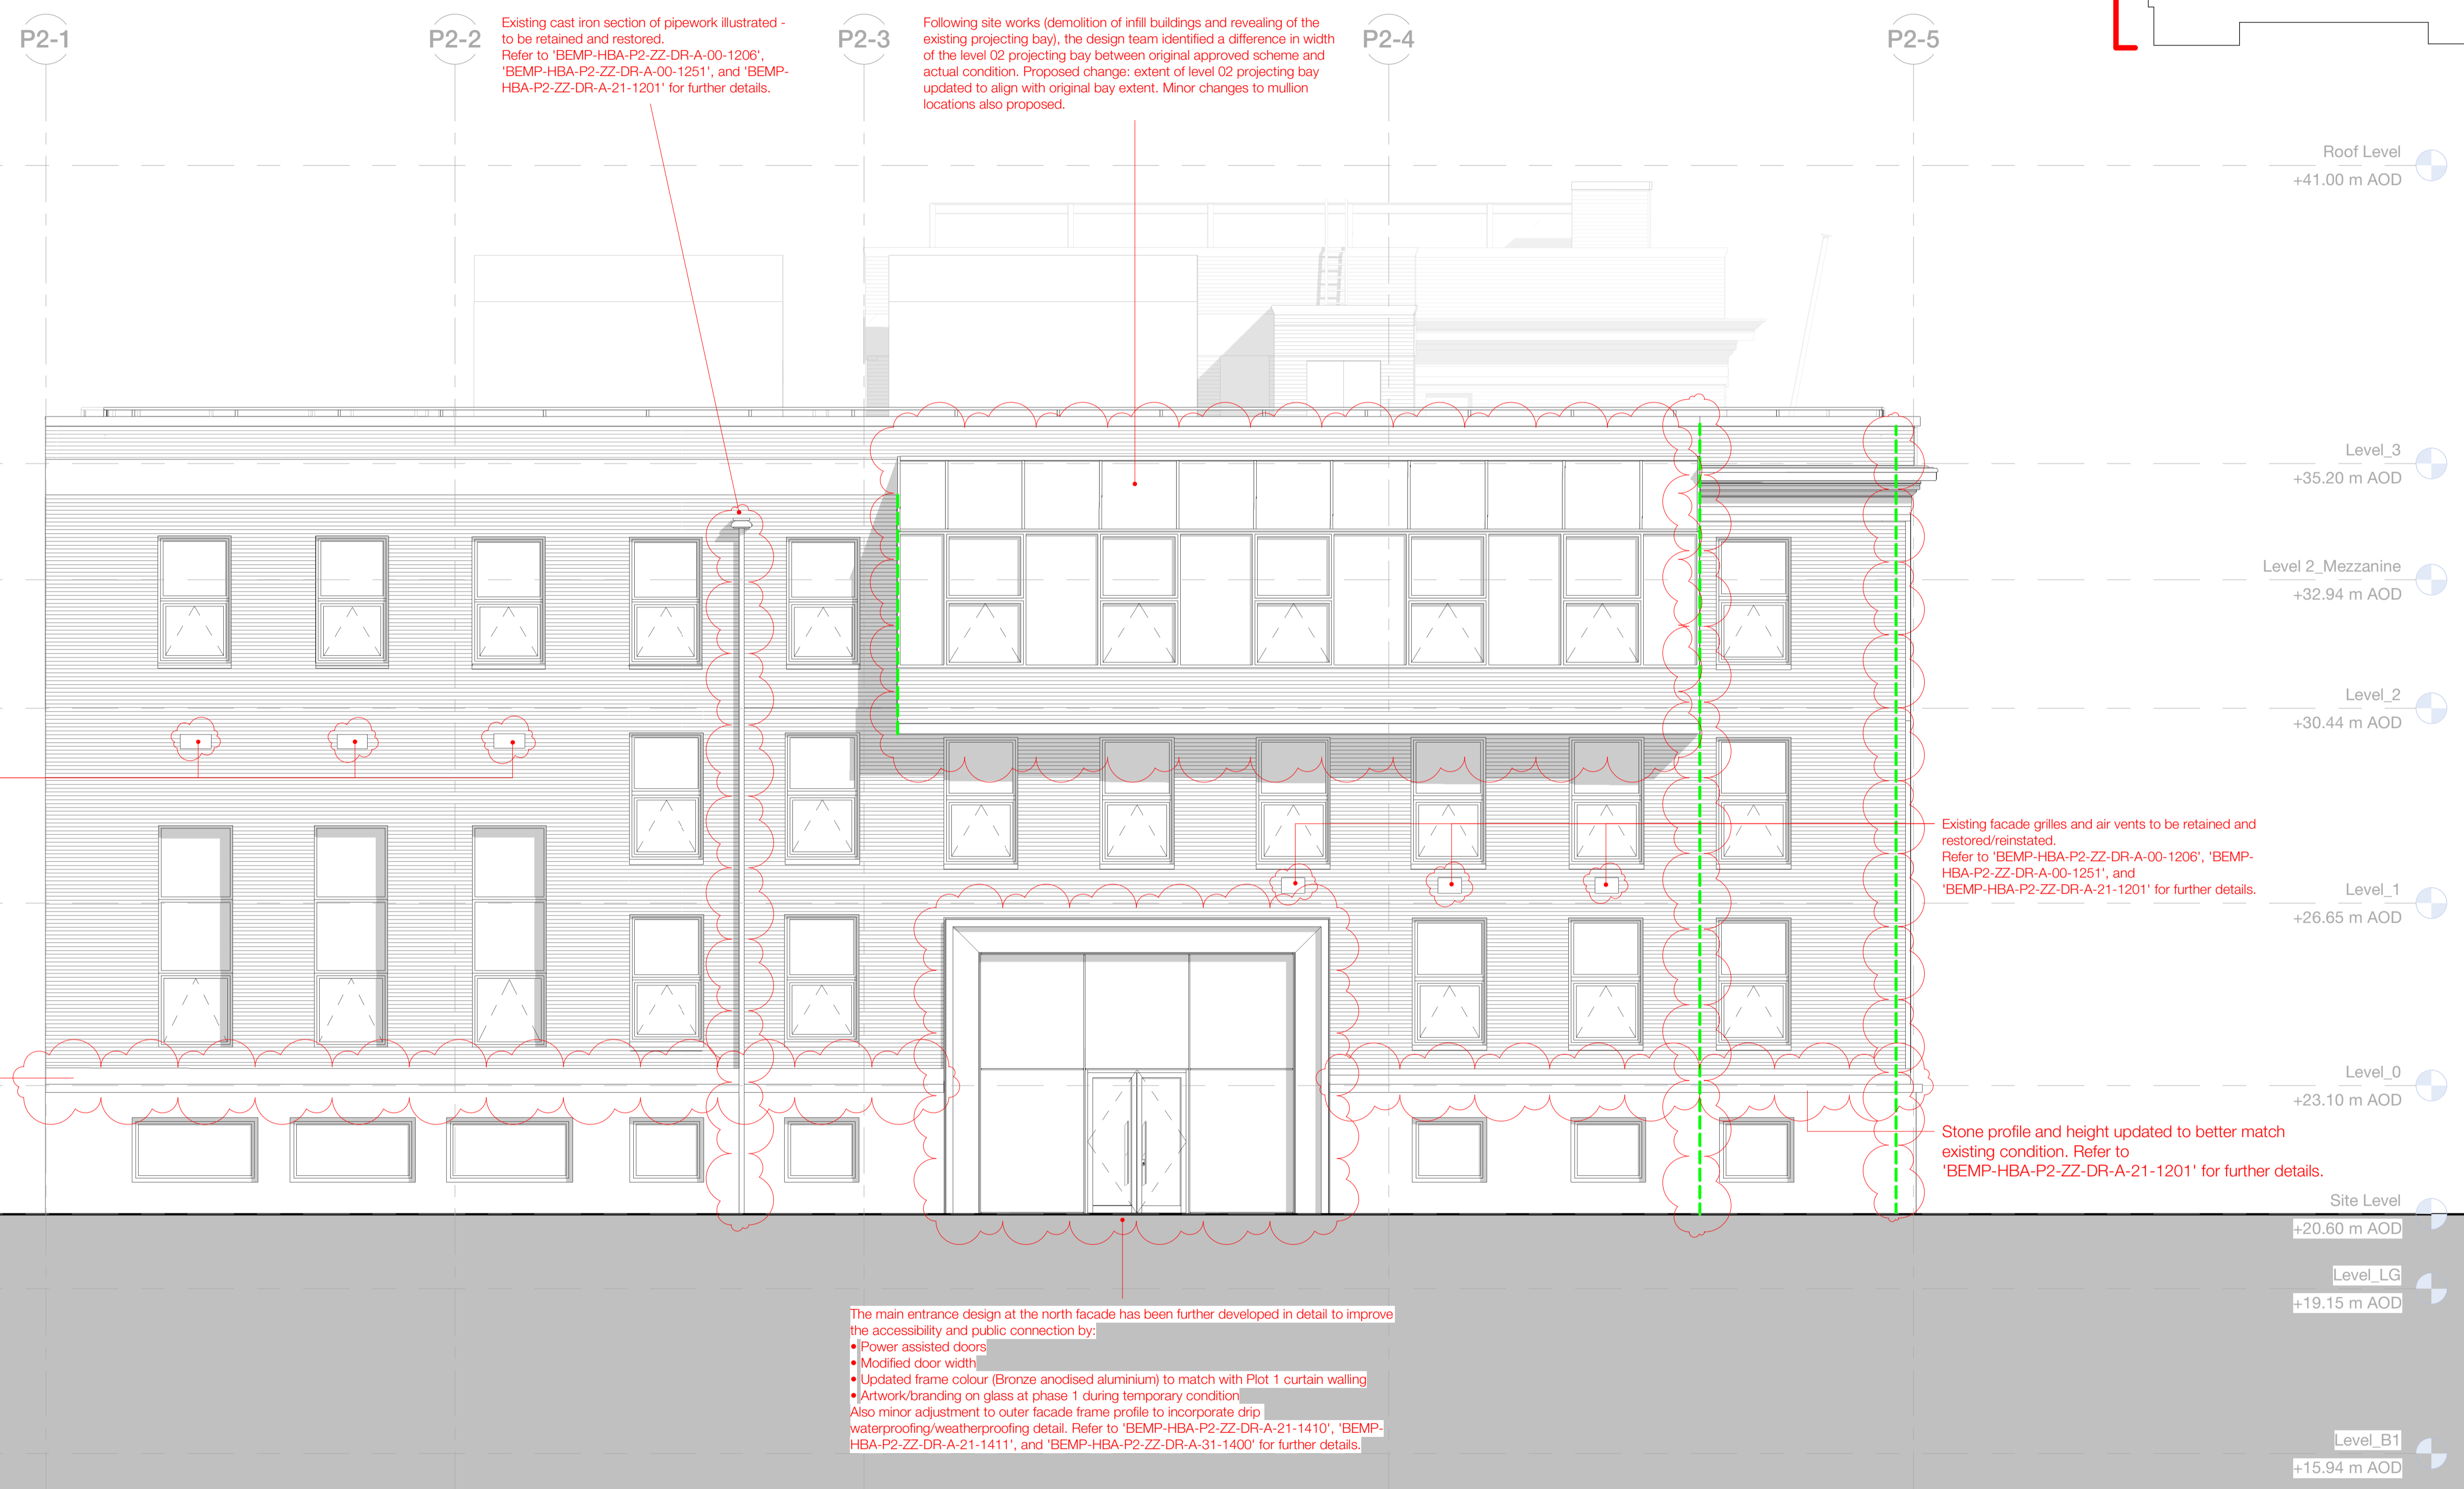 P2-1
P2-2
P2-3
P2-4
P2-5
Existing cast iron section of pipework illustrated -
to be retained and restored.
Refer to 'BEMP-HBA-P2-ZZ-DR-A-00-1206',
'BEMP-HBA-P2-ZZ-DR-A-00-1251', and 'BEMP-
HBA-P2-ZZ-DR-A-21-1201' for further details.
Following site works (demolition of infill buildings and revealing of the
existing projecting bay), the design team identified a difference in width
of the level 02 projecting bay between original approved scheme and
actual condition. Proposed change: extent of level 02 projecting bay
updated to align with original bay extent. Minor changes to mullion
locations also proposed.
Roof Level
+41.00 m AOD
Level_3
+35.20 m AOD
Level 2_Mezzanine
+32.94 m AOD
Level_2
+30.44 m AOD
Existing facade grilles and air vents to be retained and
restored/reinstated.
Refer to 'BEMP-HBA-P2-ZZ-DR-A-00-1206', 'BEMP-
HBA-P2-ZZ-DR-A-00-1251', and
'BEMP-HBA-P2-ZZ-DR-A-21-1201' for further details.
Level_1
+26.65 m AOD
Level_0
+23.10 m AOD
Stone profile and height updated to better match
existing condition. Refer to
'BEMP-HBA-P2-ZZ-DR-A-21-1201' for further details.
Site Level
+20.60 m AOD
Level_LG
+19.15 m AOD
The main entrance design at the north facade has been further developed in detail to improve
the accessibility and public connection by:
• Power assisted doors
• Modified door width
• Updated frame colour (Bronze anodised aluminium) to match with Plot 1 curtain walling
• Artwork/branding on glass at phase 1 during temporary condition
Also minor adjustment to outer facade frame profile to incorporate drip
waterproofing/weatherproofing detail. Refer to 'BEMP-HBA-P2-ZZ-DR-A-21-1410', 'BEMP-
HBA-P2-ZZ-DR-A-21-1411', and 'BEMP-HBA-P2-ZZ-DR-A-31-1400' for further details.
Level_B1
+15.94 m AOD